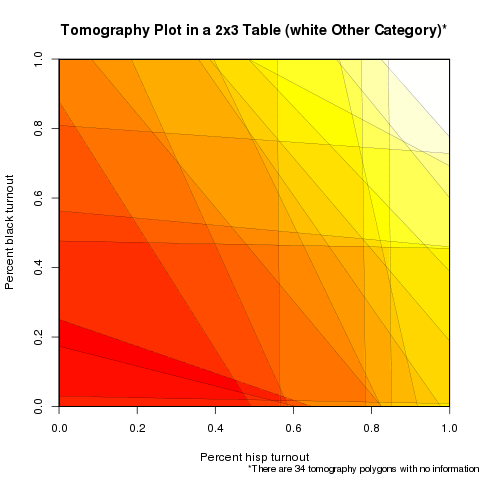 Tomography Plot in a 2x3 Table (white Other Category)*
1.0
0.8
0.6
0.4
0.2
0.0
Percent black turnout
0.0 0.2 0.4 0.6 0.8 1.0
Percent hisp turnout
*There are 34 tomography polygons with no information